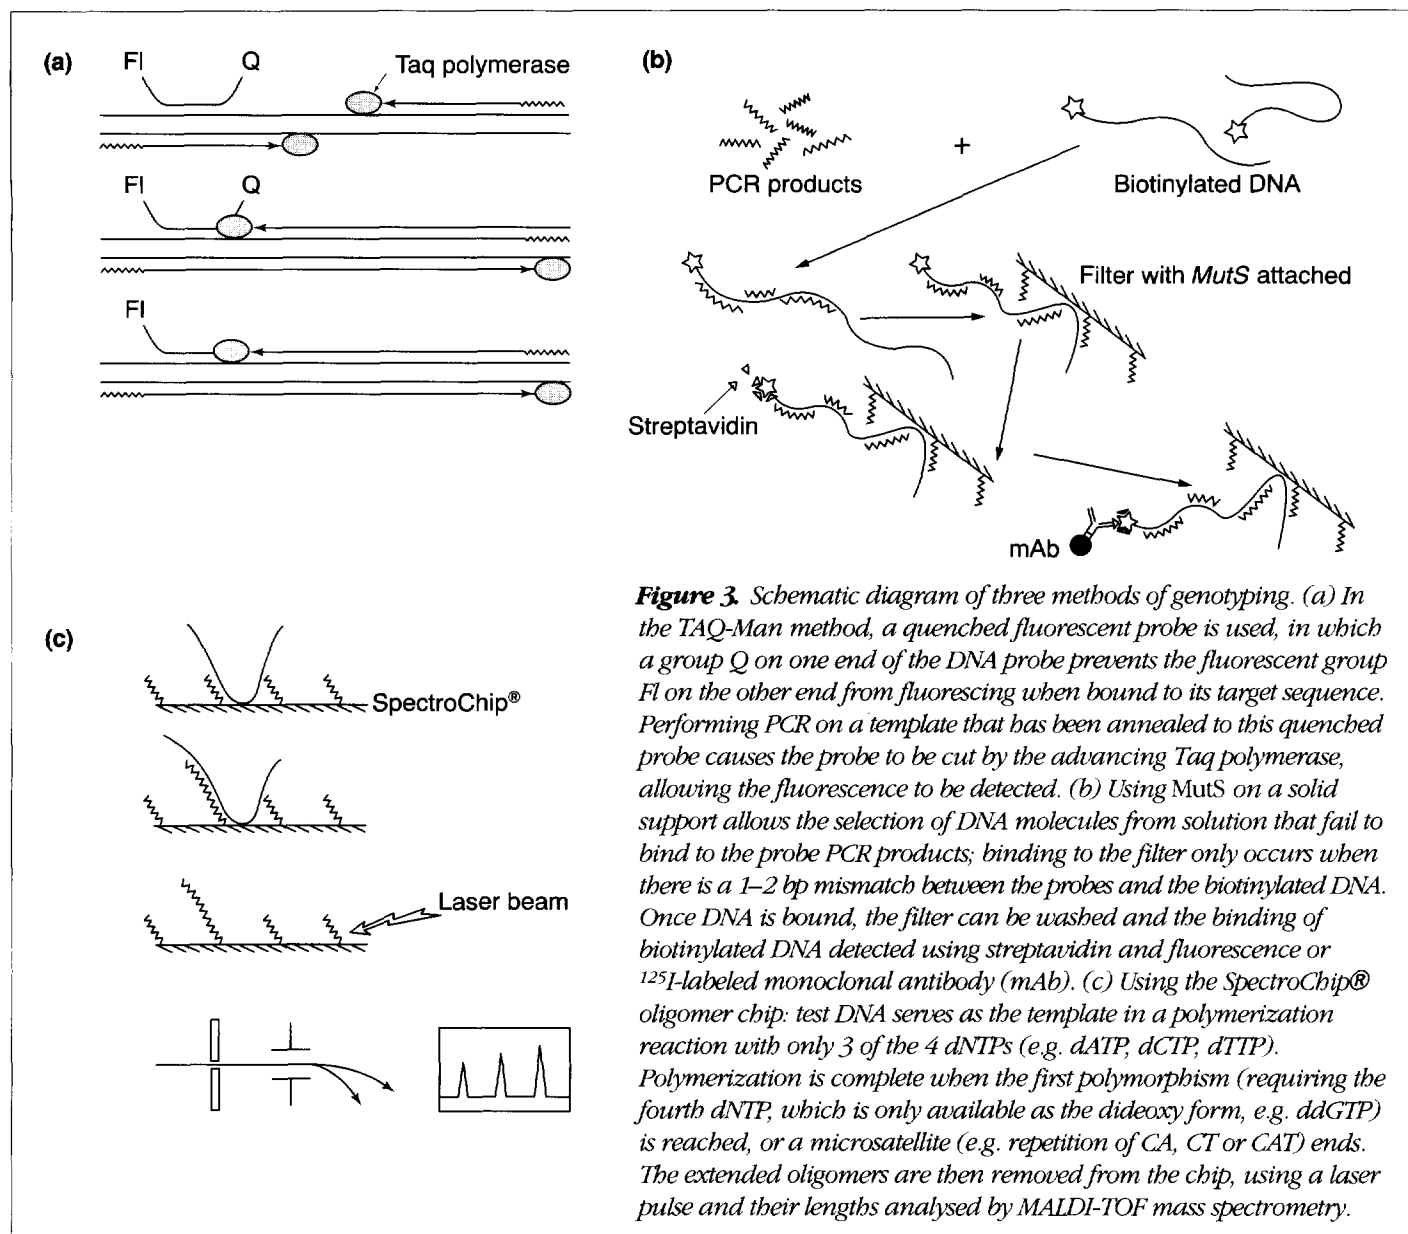 (a)
Fl
Q
Taq polymerase
Fl
Q
Fl
(b)
PCR products
+
Biotinylated DNA
Filter with MutS attached
Streptavidin
mAb
(c)
SpectroChip®
Laser beam
Figure 3. Schematic diagram of three methods of genotyping. (a) In
the TAQ-Man method, a quenched fluorescent probe is used, in which
a group Q on one end of the DNA probe prevents the fluorescent group
Fl on the other end from fluorescing when bound to its target sequence.
Performing PCR on a template that has been annealed to this quenched
probe causes the probe to be cut by the advancing Taq polymerase,
allowing the fluorescence to be detected. (b) Using MutS on a solid
support allows the selection of DNA molecules from solution that fail to
bind to the probe PCR products; binding to the filter only occurs when
there is a 1–2 bp mismatch between the probes and the biotinylated DNA.
Once DNA is bound, the filter can be washed and the binding of
biotinylated DNA detected using streptavidin and fluorescence or
¹²⁵I-labeled monoclonal antibody (mAb). (c) Using the SpectroChip®
oligomer chip: test DNA serves as the template in a polymerization
reaction with only 3 of the 4 dNTPs (e.g. dATP, dCTP, dTTP).
Polymerization is complete when the first polymorphism (requiring the
fourth dNTP, which is only available as the dideoxy form, e.g. ddGTP)
is reached, or a microsatellite (e.g. repetition of CA, CT or CAT) ends.
The extended oligomers are then removed from the chip, using a laser
pulse and their lengths analysed by MALDI-TOF mass spectrometry.